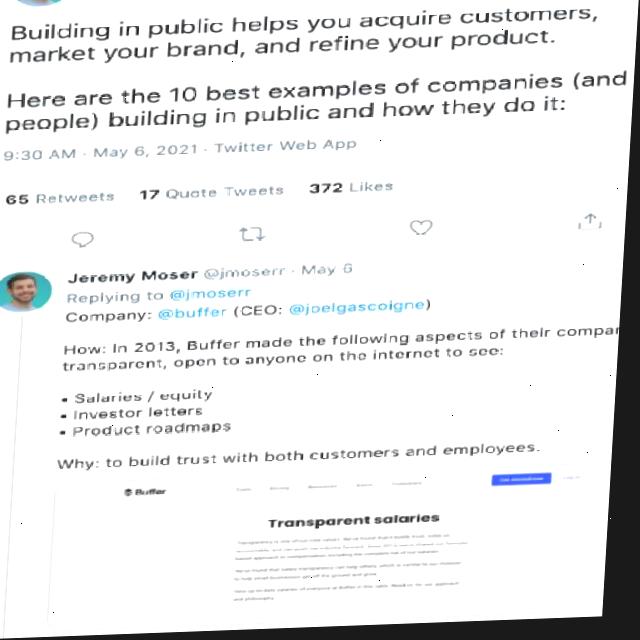 Building in public helps you acquire customers,
market your brand, and refine your product.
Here are the 10 best examples of companies (and
people) building in public and how they do it:
9:30 AM · May 6, 2021 · Twitter Web App
65 Retweets 17 Quote Tweets 372 Likes
Jeremy Moser @jmoserr · May 6
Replying to @jmoserr
Company: @buffer (CEO: @joelgascoigne)
How: In 2013, Buffer made the following aspects of their compan
transparent, open to anyone on the internet to see:
• Salaries / equity
• Investor letters
• Product roadmaps
Why: to build trust with both customers and employees.
Buffer
Transparent salaries